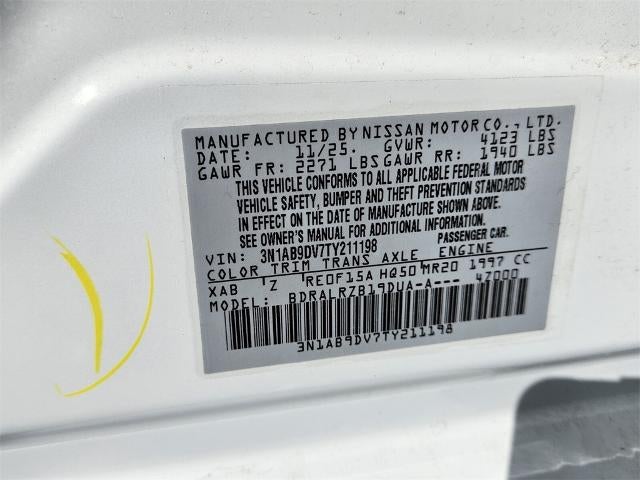 MANUFACTURED BY NISSAN MOTOR CO., LTD.
DATE: 11/25. GVWR: 4123 LBS
GAWR FR: 2271 LBS GAWR RR: 1940 LBS
THIS VEHICLE CONFORMS TO ALL APPLICABLE FEDERAL MOTOR
VEHICLE SAFETY, BUMPER AND THEFT PREVENTION STANDARDS
IN EFFECT ON THE DATE OF MANUFACTURE SHOWN ABOVE.
SEE OWNER'S MANUAL FOR ADDITIONAL INFORMATION.
VIN: 3N1AB9DV7TY211198 PASSENGER CAR.
COLOR TRIM TRANS AXLE ENGINE
XAB Z RE0F15A HQ50 MR20 1997 CC
MODEL: BDRALRZB19DUA-A--- 47000
3N1AB9DV7TY211198